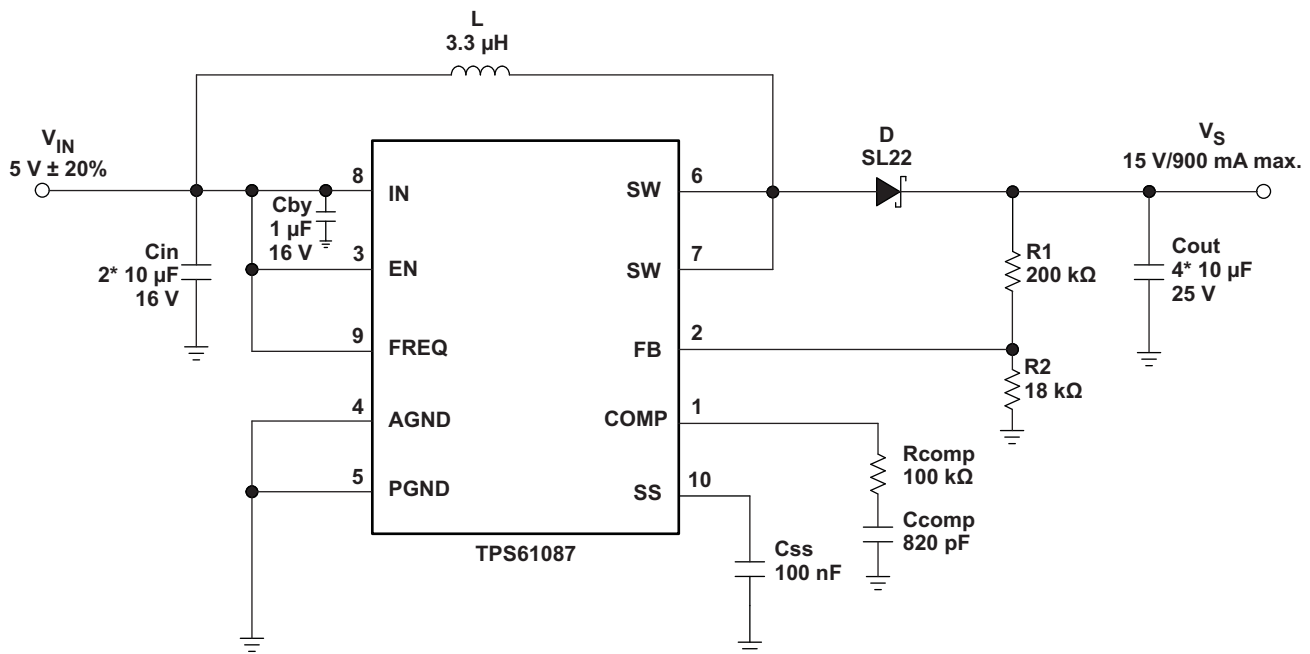 L
3.3 µH
V_IN
5 V ± 20%
D
SL22
V_S
15 V/900 mA max.
8
IN
SW
6
Cby
1 µF
16 V
Cin
2* 10 µF
16 V
3
EN
SW
7
R1
200 kΩ
Cout
4* 10 µF
25 V
9
FREQ
FB
2
R2
18 kΩ
4
AGND
COMP
1
Rcomp
100 kΩ
5
PGND
SS
10
Ccomp
820 pF
TPS61087
Css
100 nF